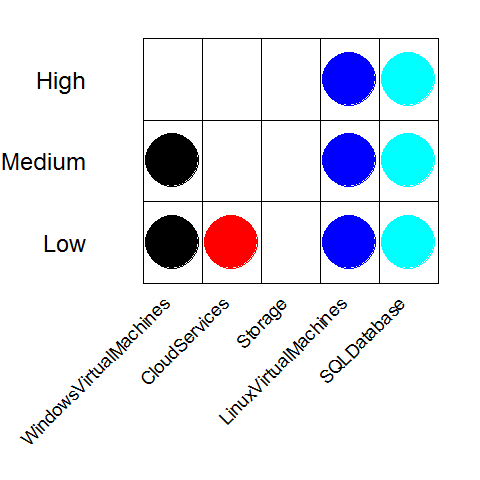 High
Medium
Low
WindowsVirtualMachines
CloudServices
Storage
LinuxVirtualMachines
SQLDatabase